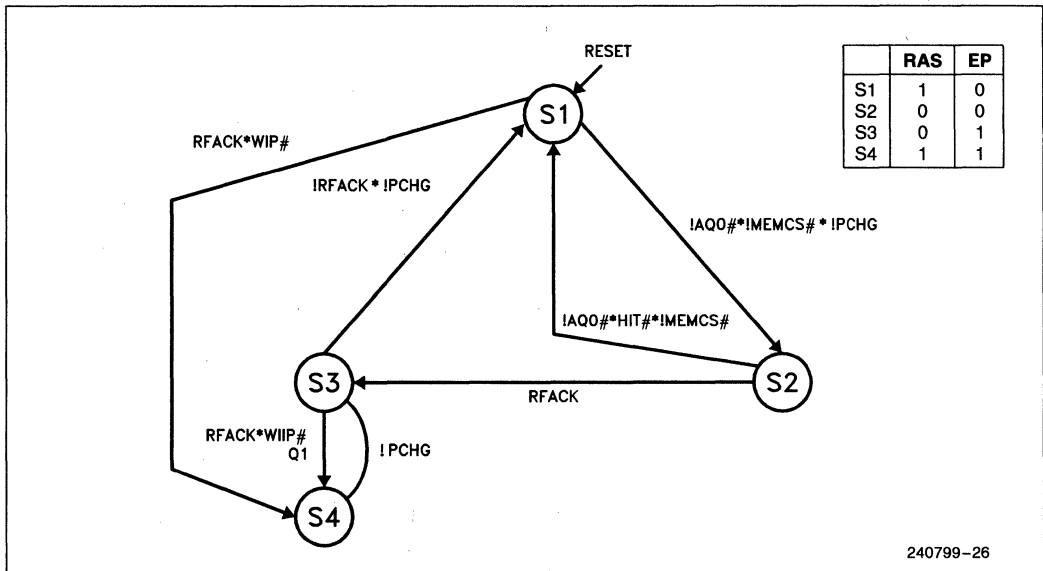 RESET
S1
RAS EP
S1 1 0
S2 0 0
S3 0 1
S4 1 1
RFACK*WIP#
!RFACK* !PCHG
!AQ0#*!MEMCS# * !PCHG
!AQ0#*HIT#*!MEMCS#
S3
S2
RFACK
RFACK*WIIP#
Q1
! PCHG
S4
240799-26